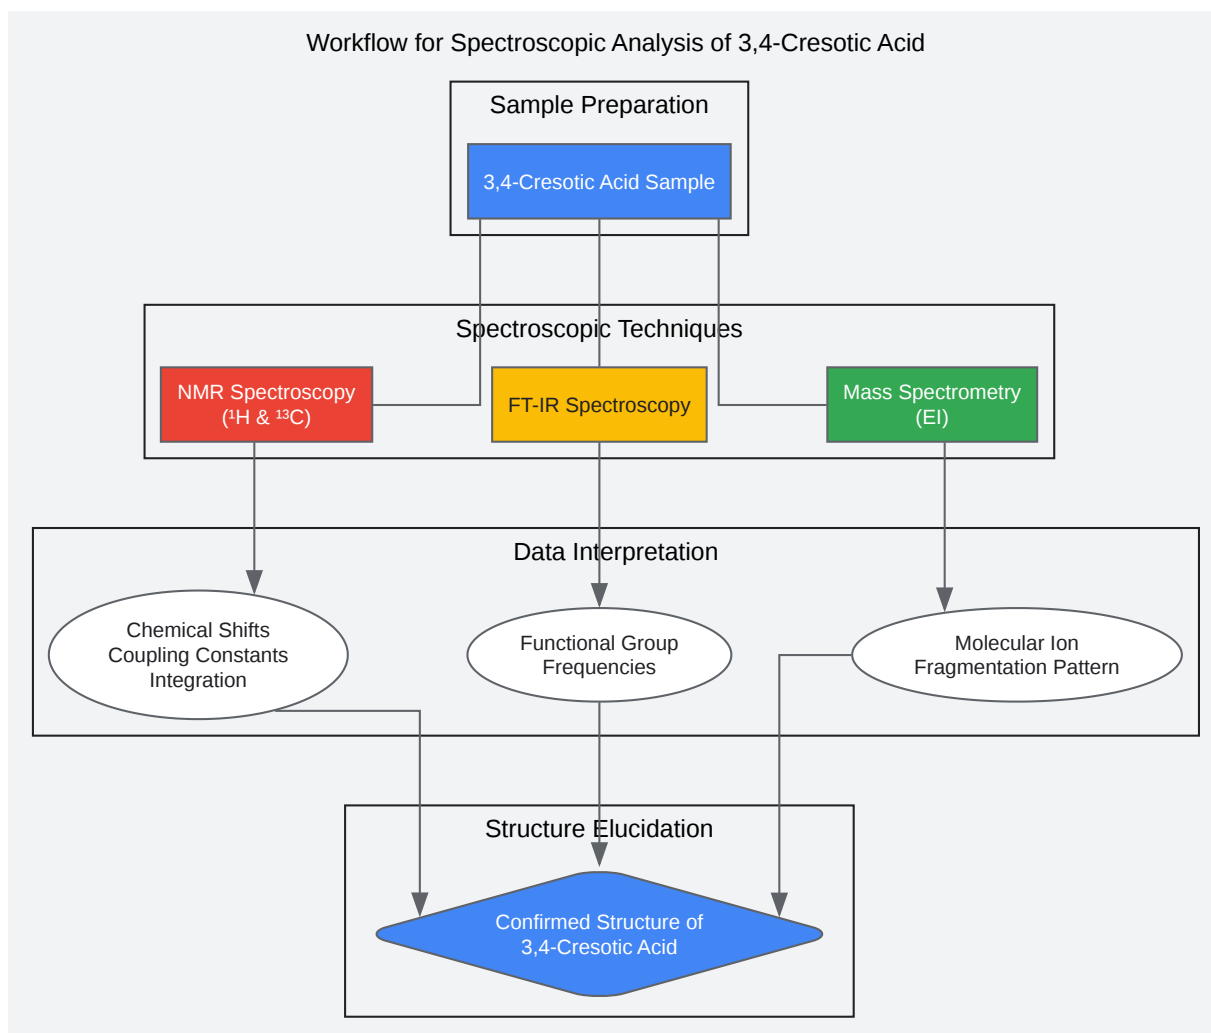 Workflow for Spectroscopic Analysis of 3,4-Cresotic Acid
Sample Preparation
3,4-Cresotic Acid Sample
Spectroscopic Techniques
NMR Spectroscopy
(¹H & ¹³C)
FT-IR Spectroscopy
Mass Spectrometry
(EI)
Data Interpretation
Chemical Shifts
Coupling Constants
Integration
Functional Group
Frequencies
Molecular Ion
Fragmentation Pattern
Structure Elucidation
Confirmed Structure of
3,4-Cresotic Acid